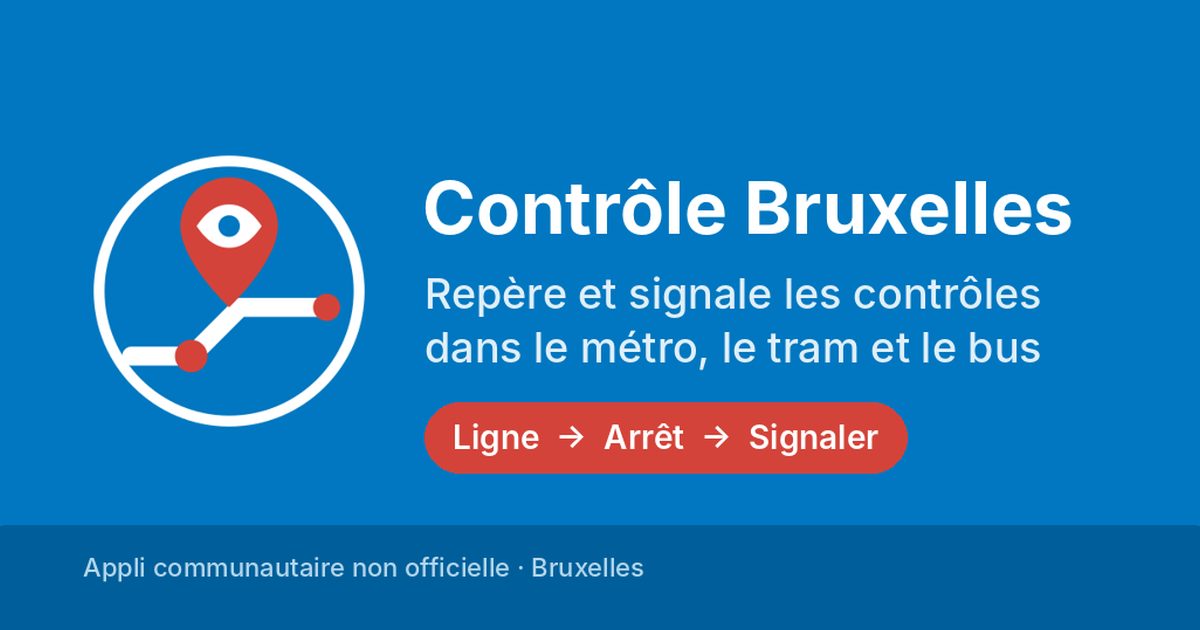 Contrôle Bruxelles
Repère et signale les contrôles
dans le métro, le tram et le bus
Ligne → Arrêt → Signaler
Appli communautaire non officielle · Bruxelles